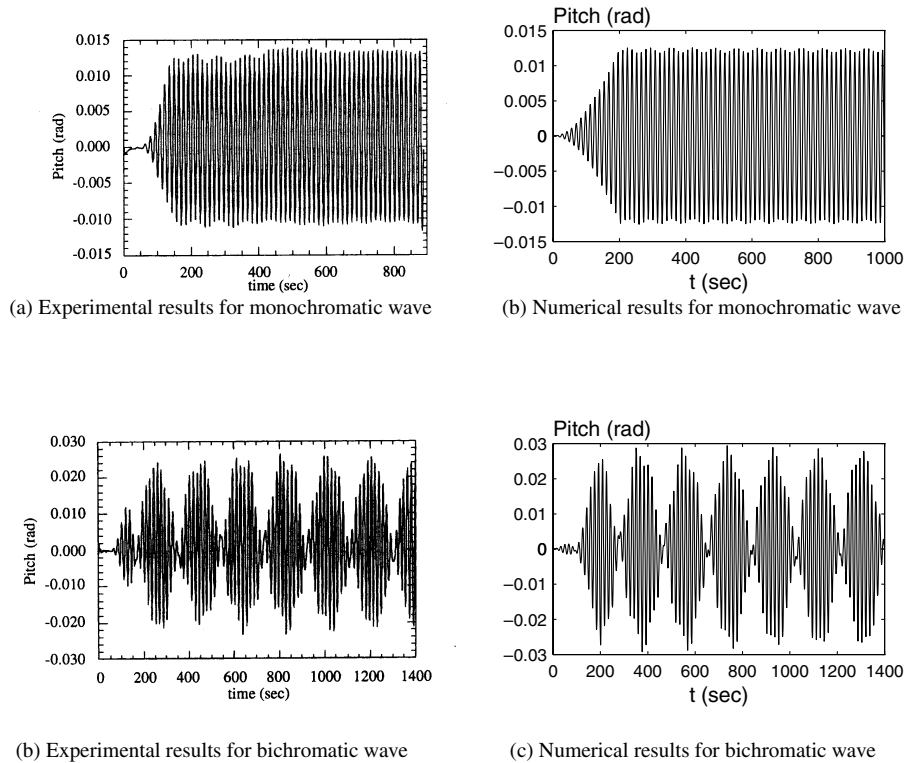 0.015
0.010
0.005
0.000
-0.005
-0.010
-0.015
Pitch (rad)
0 200 400 600 800
time (sec)
(a) Experimental results for monochromatic wave
Pitch (rad)
0.015
0.01
0.005
0
−0.005
−0.01
−0.015
0 200 400 600 800 1000
t (sec)
(b) Numerical results for monochromatic wave
0.030
0.020
0.010
0.000
-0.010
-0.020
-0.030
Pitch (rad)
0 200 400 600 800 1000 1200 1400
time (sec)
(b) Experimental results for bichromatic wave
Pitch (rad)
0.03
0.02
0.01
0
−0.01
−0.02
−0.03
0 200 400 600 800 1000 1200 1400
t (sec)
(c) Numerical results for bichromatic wave